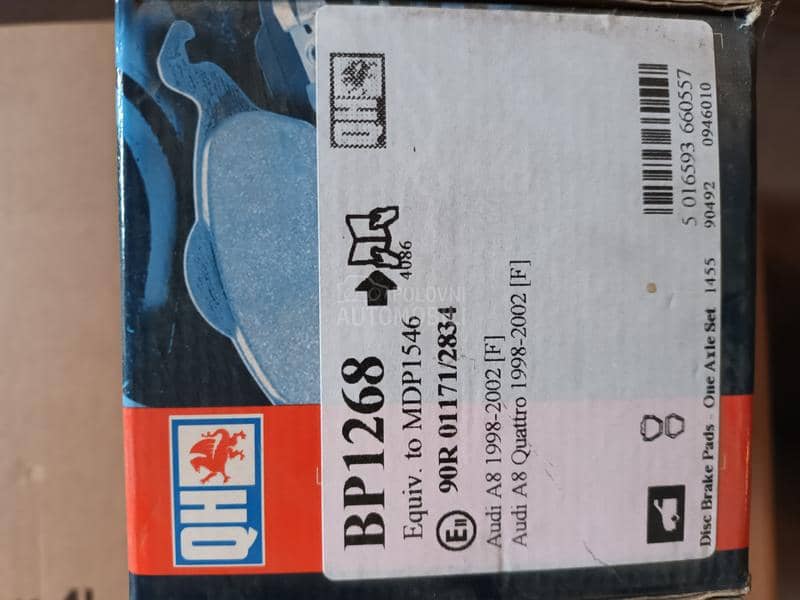 QH
QH
BP1268
4086
Equiv. to MDP1546
E11 90R 01171/2834
Audi A8 1998-2002 [F]
Audi A8 Quattro 1998-2002 [F]
5 016593 660557
90492 0946010
Disc Brake Pads - One Axle Set 1455
POLOVNI
AUTOMOBILI